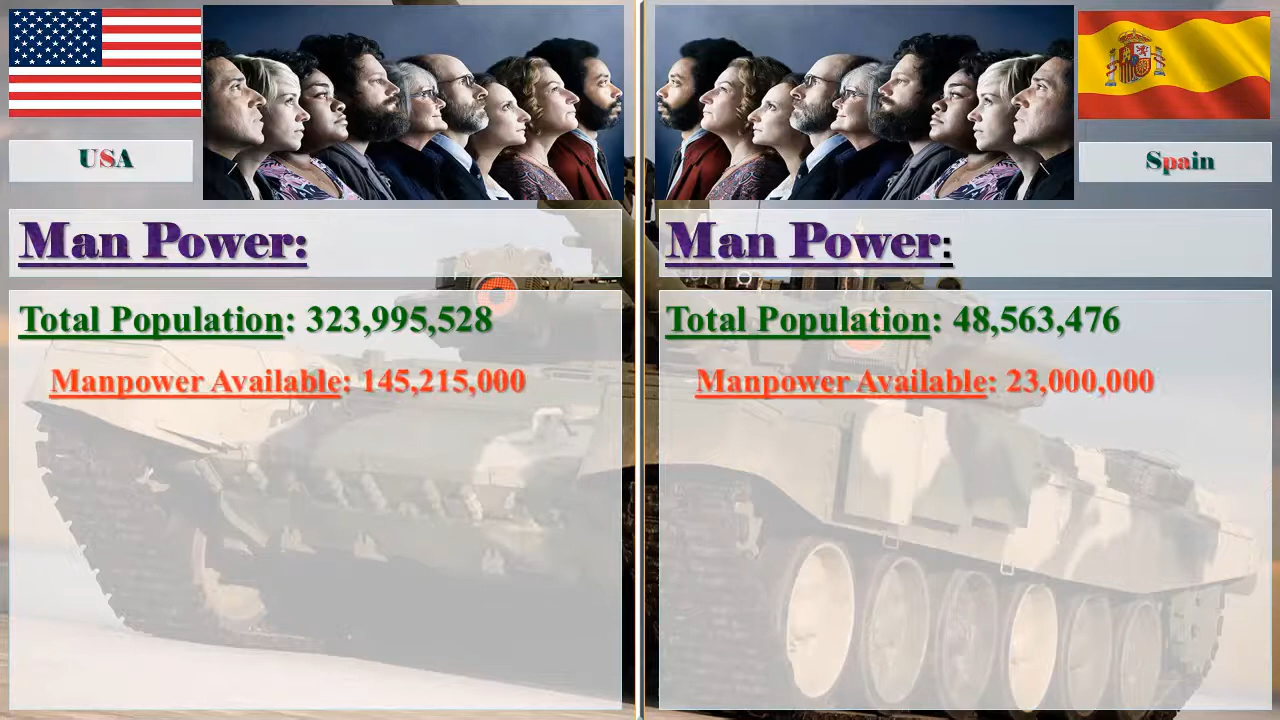 USA
Spain
Man Power:
Man Power:
Total Population: 323,995,528
Total Population: 48,563,476
Manpower Available: 145,215,000
Manpower Available: 23,000,000